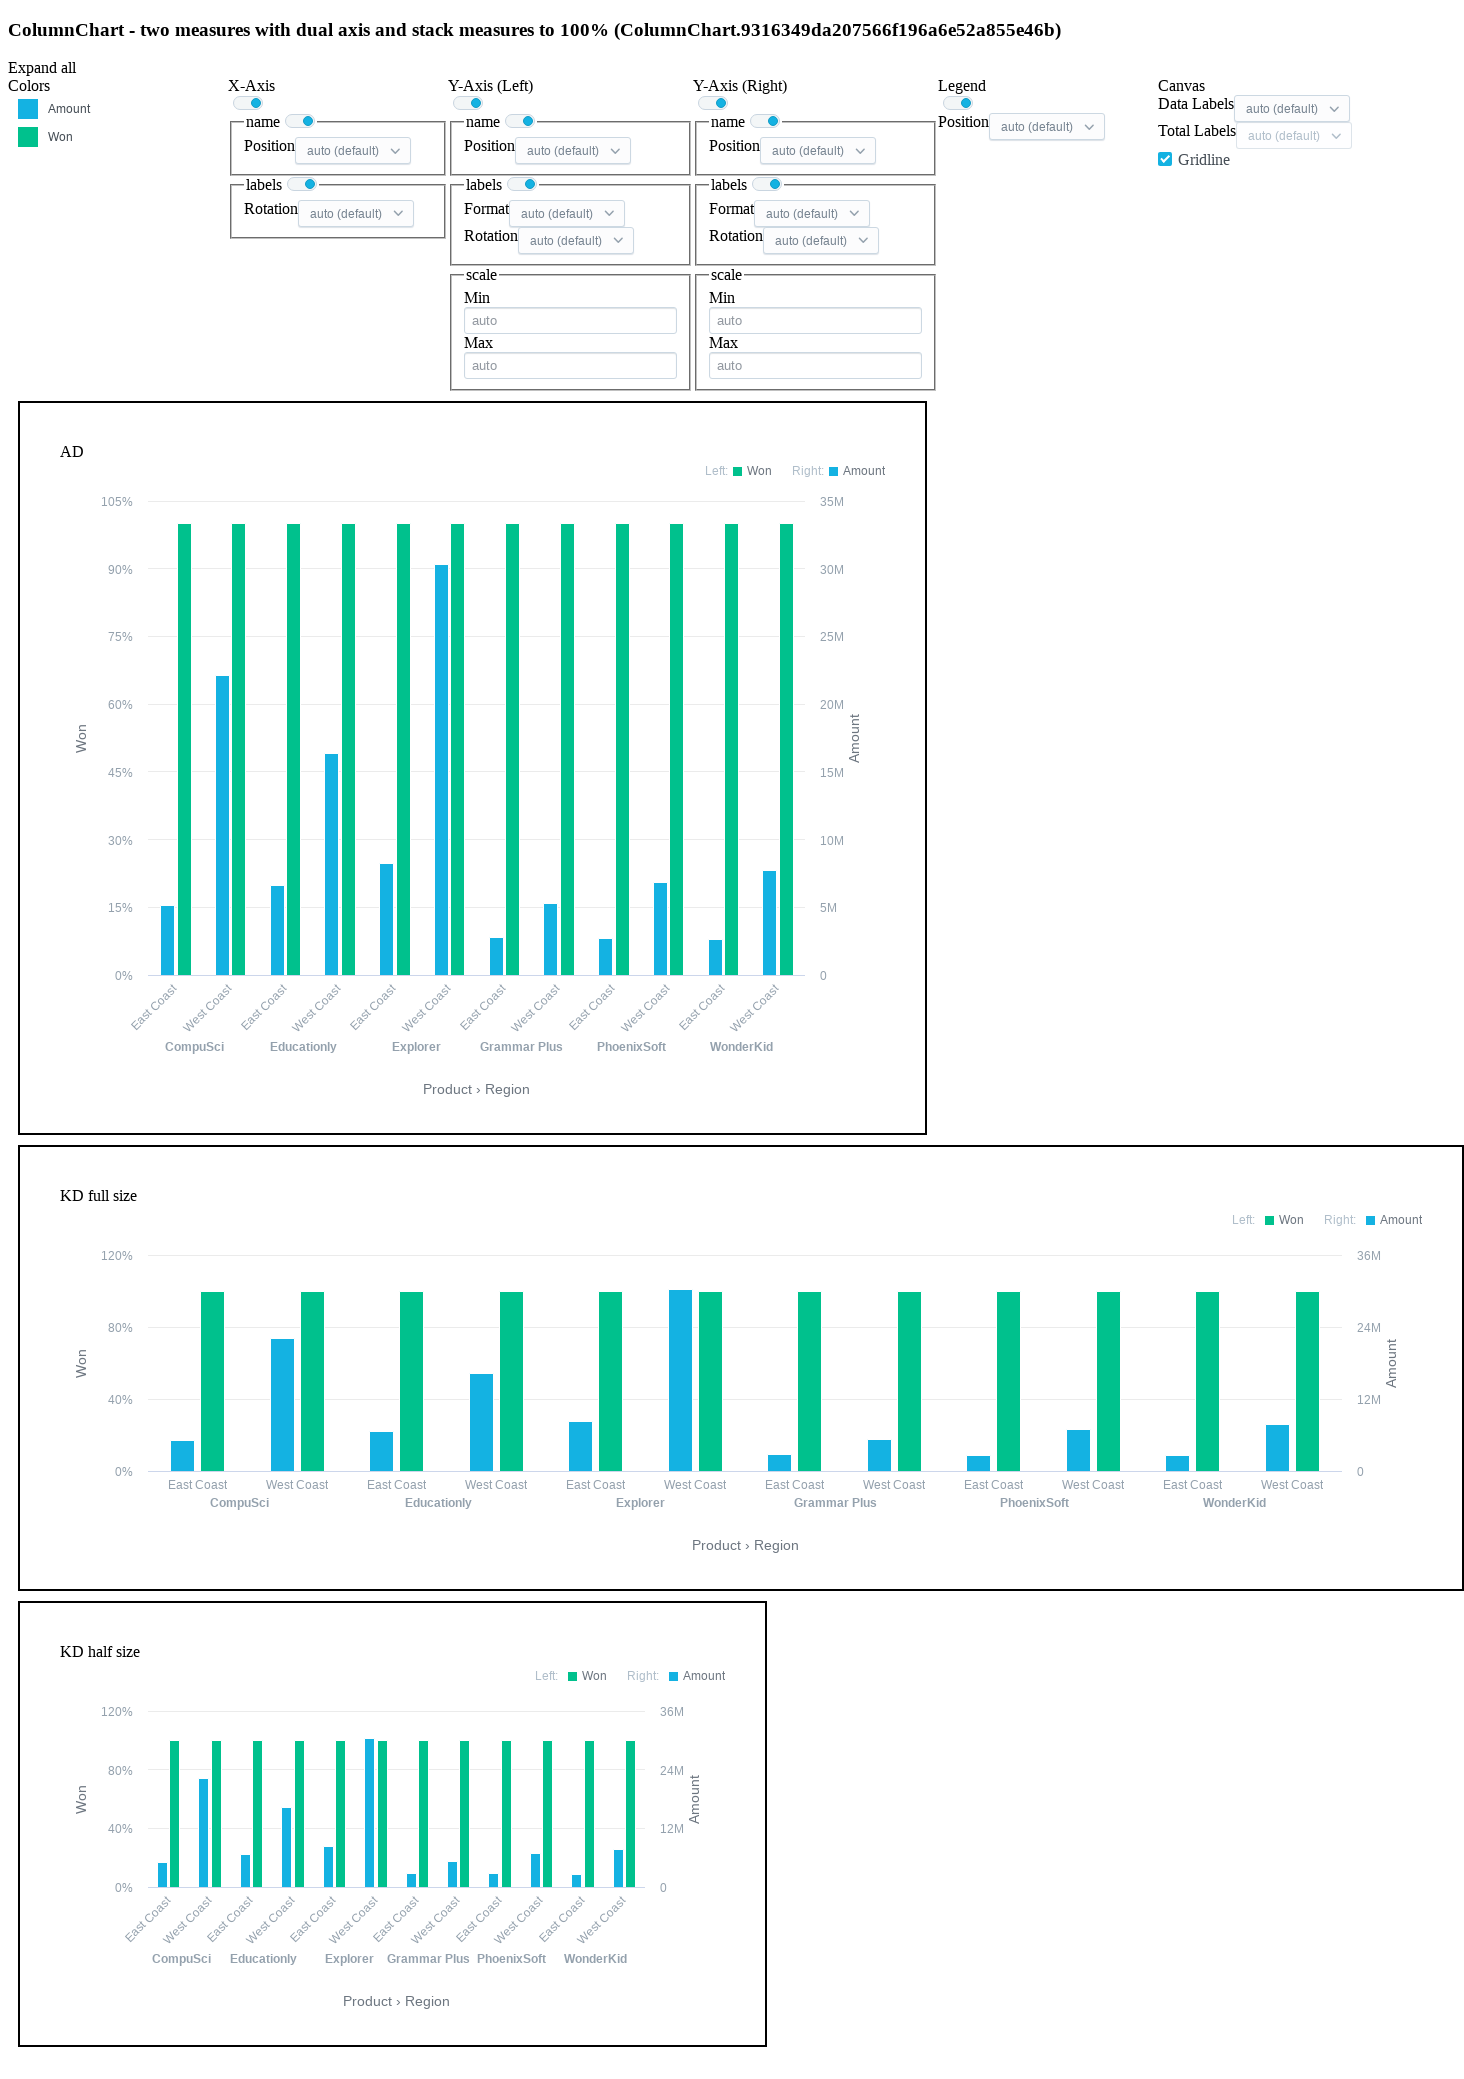 ColumnChart - two measures with dual axis and stack measures to 100% (ColumnChart.9316349da207566f196a6e52a855e46b)
Expand all
Colors
Amount
Won
X-Axis
name
Position auto (default)
labels
Rotation auto (default)
Y-Axis (Left)
name
Position auto (default)
labels
Format auto (default)
Rotation auto (default)
scale
Min
auto
Max
auto
Y-Axis (Right)
name
Position auto (default)
labels
Format auto (default)
Rotation auto (default)
scale
Min
auto
Max
auto
Legend
Position auto (default)
Canvas
Data Labels auto (default)
Total Labels auto (default)
Gridline
AD
Left: Won Right: Amount
105% 35M
90% 30M
75% 25M
60% 20M
Won Amount
45% 15M
30% 10M
15% 5M
0% 0
East Coast West Coast East Coast West Coast East Coast West Coast East Coast West Coast East Coast West Coast East Coast West Coast
CompuSci Educationly Explorer Grammar Plus PhoenixSoft WonderKid
Product › Region
KD full size
Left: Won Right: Amount
120% 36M
80% 24M
Won Amount
40% 12M
0% 0
East Coast West Coast East Coast West Coast East Coast West Coast East Coast West Coast East Coast West Coast East Coast West Coast
CompuSci Educationly Explorer Grammar Plus PhoenixSoft WonderKid
Product › Region
KD half size
Left: Won Right: Amount
120% 36M
80% 24M
Won Amount
40% 12M
0% 0
East Coast West Coast East Coast West Coast East Coast West Coast East Coast West Coast East Coast West Coast East Coast West Coast
CompuSci Educationly Explorer Grammar Plus PhoenixSoft WonderKid
Product › Region